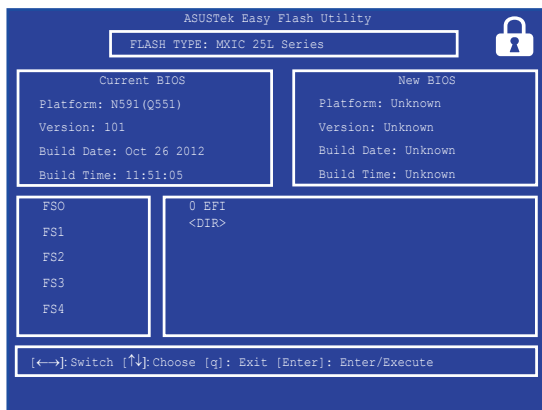 ASUSTek Easy Flash Utility
FLASH TYPE: MXIC 25L Series
Current BIOS
Platform: N591(Q551)
Version: 101
Build Date: Oct 26 2012
Build Time: 11:51:05
New BIOS
Platform: Unknown
Version: Unknown
Build Date: Unknown
Build Time: Unknown
FSO
FS1
FS2
FS3
FS4
0 EFI
<DIR>
[←→]: Switch [↑↓]: Choose [q]: Exit [Enter]: Enter/Execute